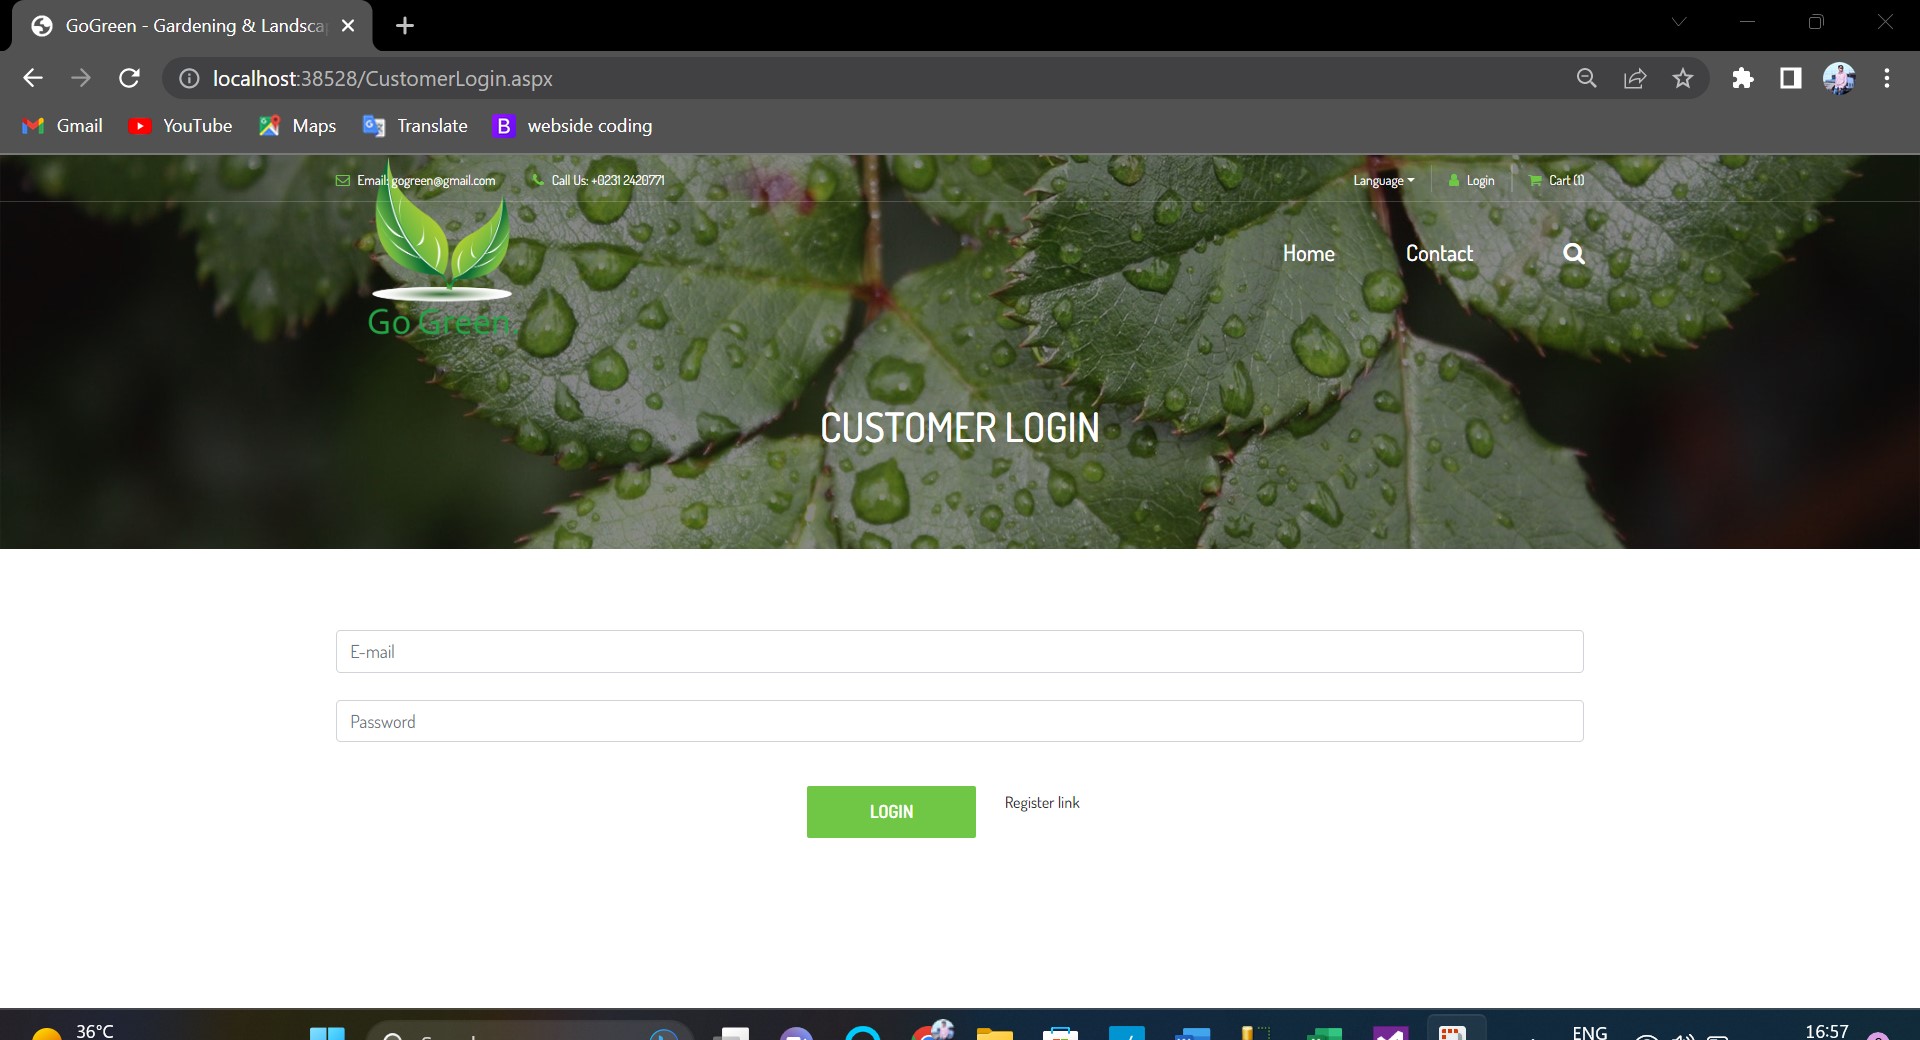 GoGreen - Gardening & Landsca
localhost:38528/CustomerLogin.aspx
Gmail YouTube Maps Translate B webside coding
Email: gogreen@gmail.com Call Us: +0231 2420771 Language Login Cart (1)
Home Contact
Go Green.
CUSTOMER LOGIN
E-mail
Password
LOGIN Register link
36°C
ENG 16:57